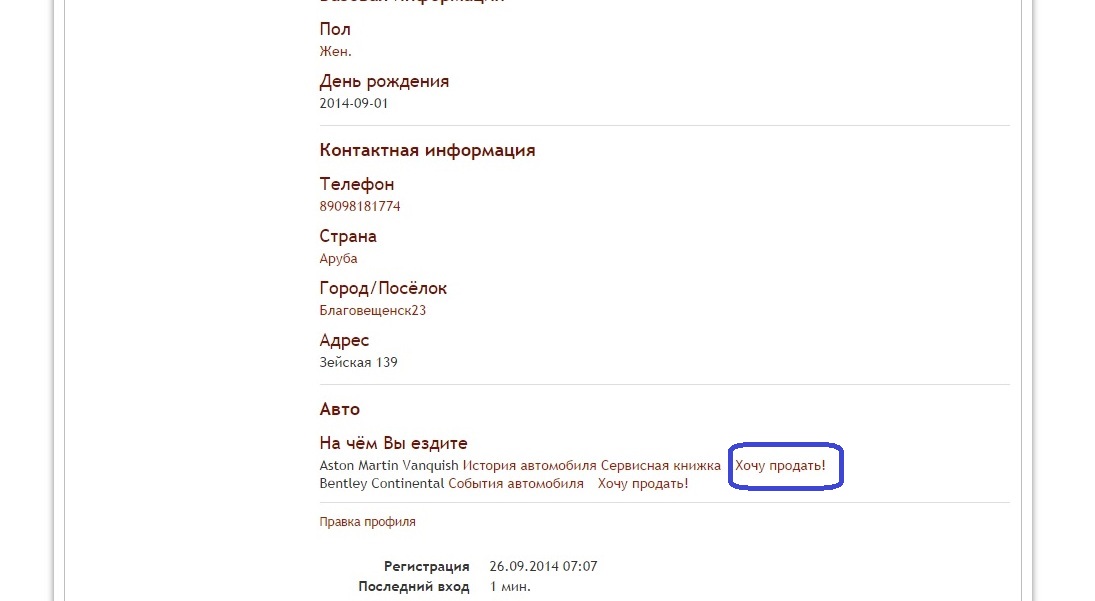 Базовая информация
Пол
Жен.
День рождения
2014-09-01
Контактная информация
Телефон
89098181774
Страна
Аруба
Город/Посёлок
Благовещенск23
Адрес
Зейская 139
Авто
На чём Вы ездите
Aston Martin Vanquish История автомобиля Сервисная книжка Хочу продать!
Bentley Continental События автомобиля Хочу продать!
Правка профиля
Регистрация 26.09.2014 07:07
Последний вход 1 мин.